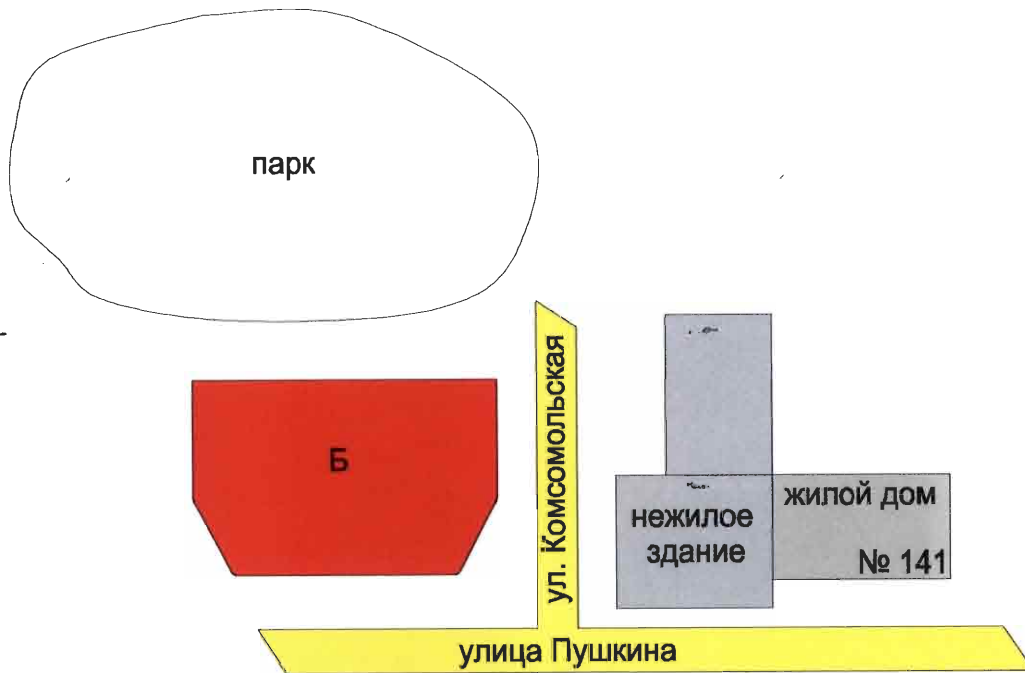 парк
Б
ул. Комсомольская
нежилое
здание
жилой дом
№ 141
улица Пушкина